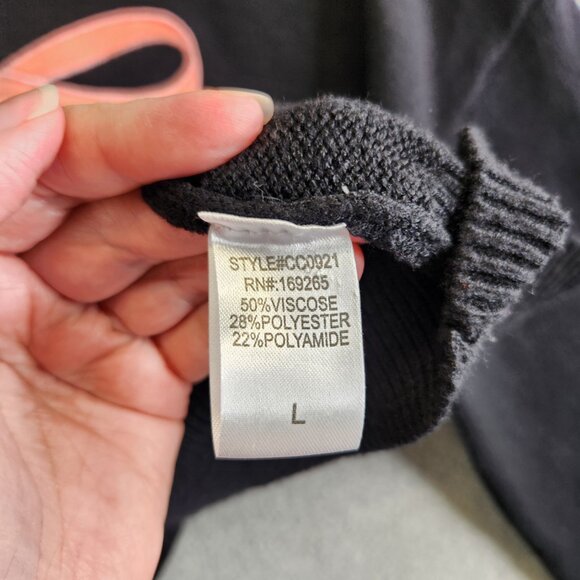 STYLE#CC0921
RN#:169265
50%VISCOSE
28%POLYESTER
22%POLYAMIDE
L